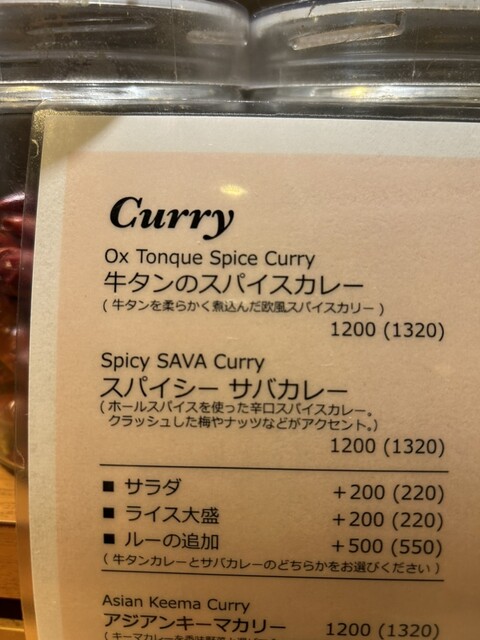 Curry
Ox Tonque Spice Curry
牛タンのスパイスカレー
( 牛タンを柔らかく煮込んだ欧風スパイスカリー )
1200 (1320)
Spicy SAVA Curry
スパイシー サバカレー
( ホールスパイスを使った辛口スパイスカレー。
クラッシュした梅やナッツなどがアクセント。)
1200 (1320)
■ サラダ +200 (220)
■ ライス大盛 +200 (220)
■ ルーの追加 +500 (550)
( 牛タンカレーとサバカレーのどちらかをお選びください )
Asian Keema Curry
アジアンキーマカリー 1200 (1320)